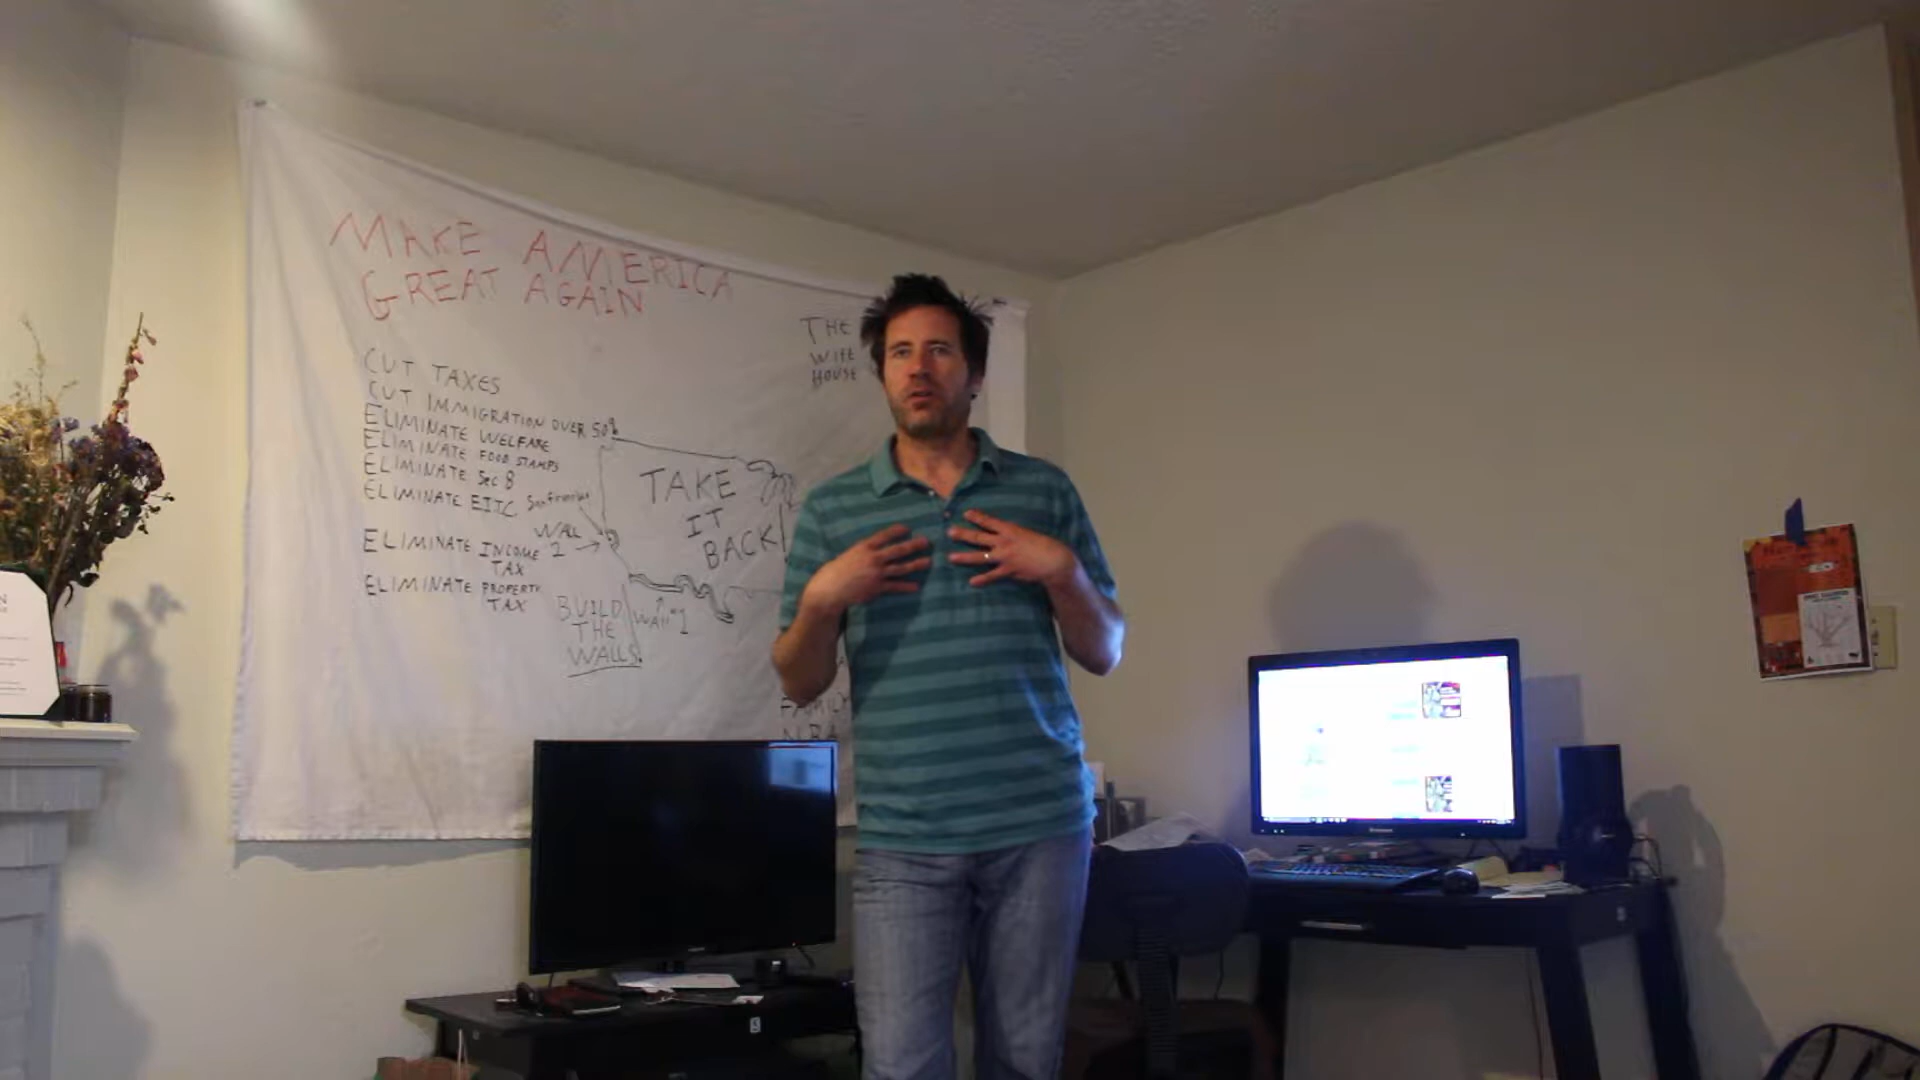 MAKE AMERICA
GREAT AGAIN
CUT TAXES
CUT IMMIGRATION OVER 50%
ELIMINATE WELFARE
ELIMINATE FOOD STAMPS
ELIMINATE Sec 8
ELIMINATE EITC
ELIMINATE INCOME
TAX
ELIMINATE PROPERTY
TAX
WALL
2
BUILD
THE
WALLS!
WALL #1
TAKE
IT
BACK!
THE
WIFE
HOUSE
FAMILY
NRA